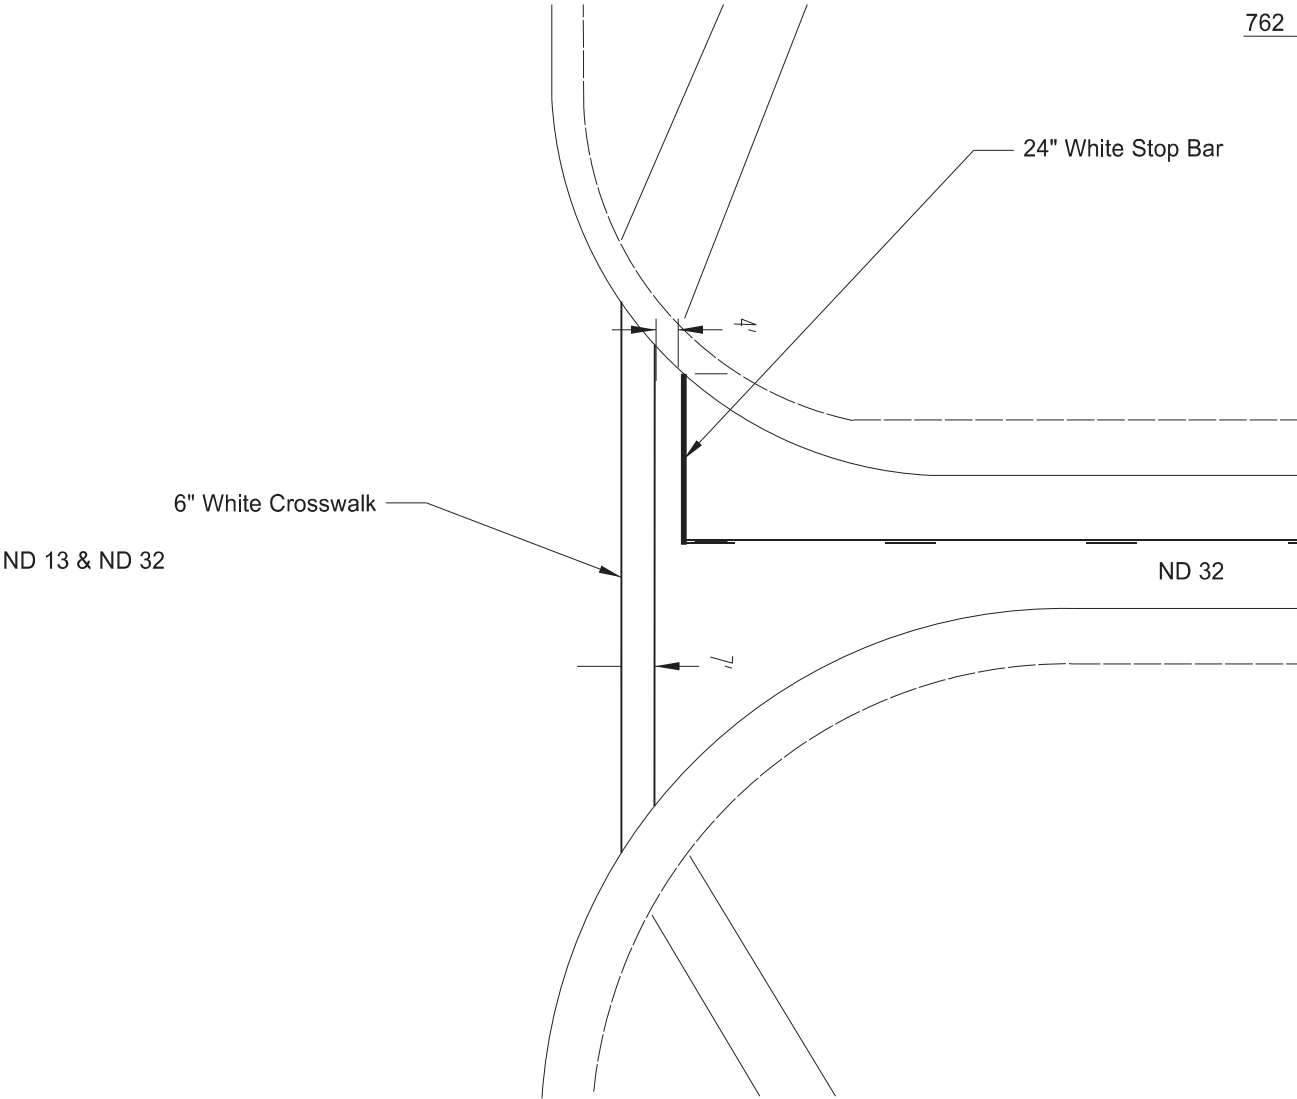 762
24" White Stop Bar
4'
6" White Crosswalk
ND 13 & ND 32
ND 32
7'